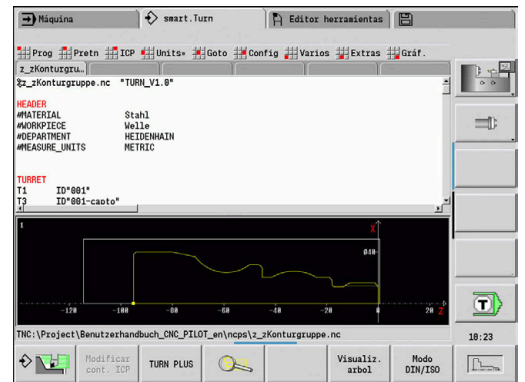 Máquina smart.Turn Editor herramientas
Prog Pretn ICP Units» Goto Config Varios Extras Gráf.
z_zKonturgru…
%z_zKonturgruppe.nc "TURN_V1.0"
HEADER
#MATERIAL Stahl
#WORKPIECE Welle
#DEPARTMENT HEIDENHAIN
#MEASURE_UNITS METRIC
TURRET
T1 ID"001"
T3 ID"001-capto"
1
X
Ø40
-120 -100 -80 -60 -40 -20 0 20 Z
TNC:\Project\Benutzerhandbuch_CNC_PILOT_en\ncps\z_zKonturgruppe.nc
T
10:23
Modificar cont. ICP
TURN PLUS
Visualiz. arbol
Modo DIN/ISO